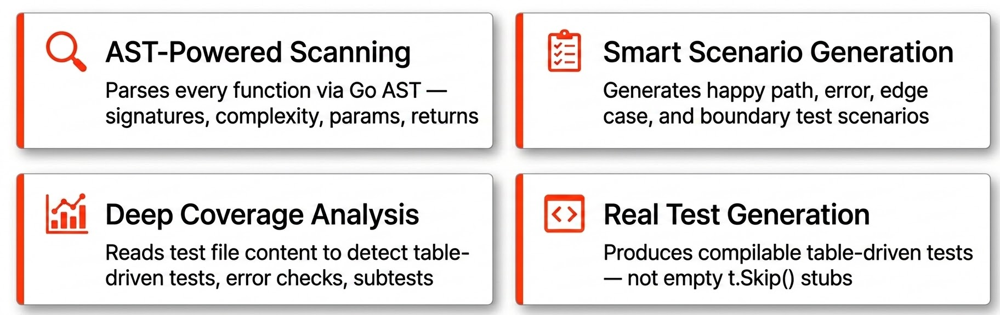 AST-Powered Scanning
Parses every function via Go AST —
signatures, complexity, params, returns
Smart Scenario Generation
Generates happy path, error, edge
case, and boundary test scenarios
Deep Coverage Analysis
Reads test file content to detect table-
driven tests, error checks, subtests
Real Test Generation
Produces compilable table-driven tests
— not empty t.Skip() stubs